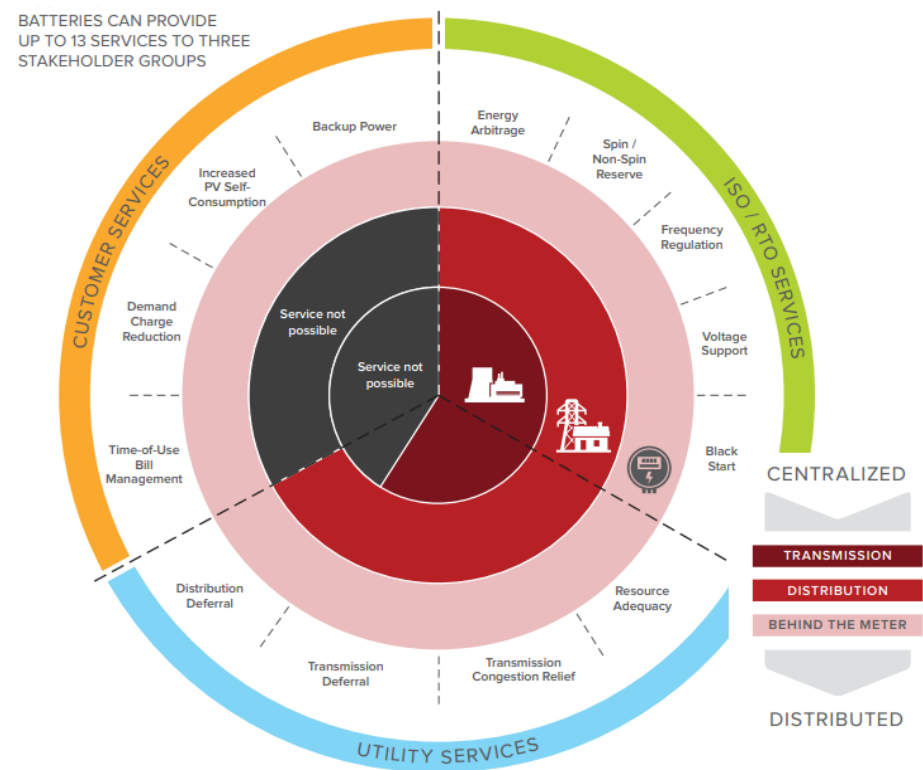 BATTERIES CAN PROVIDE
UP TO 13 SERVICES TO THREE
STAKEHOLDER GROUPS
CUSTOMER SERVICES
ISO / RTO SERVICES
UTILITY SERVICES
Backup Power
Increased
PV Self-
Consumption
Demand
Charge
Reduction
Time-of-Use
Bill
Management
Energy
Arbitrage
Spin /
Non-Spin
Reserve
Frequency
Regulation
Voltage
Support
Black
Start
Resource
Adequacy
Transmission
Congestion Relief
Transmission
Deferral
Distribution
Deferral
Service not
possible
Service not
possible
CENTRALIZED
TRANSMISSION
DISTRIBUTION
BEHIND THE METER
DISTRIBUTED